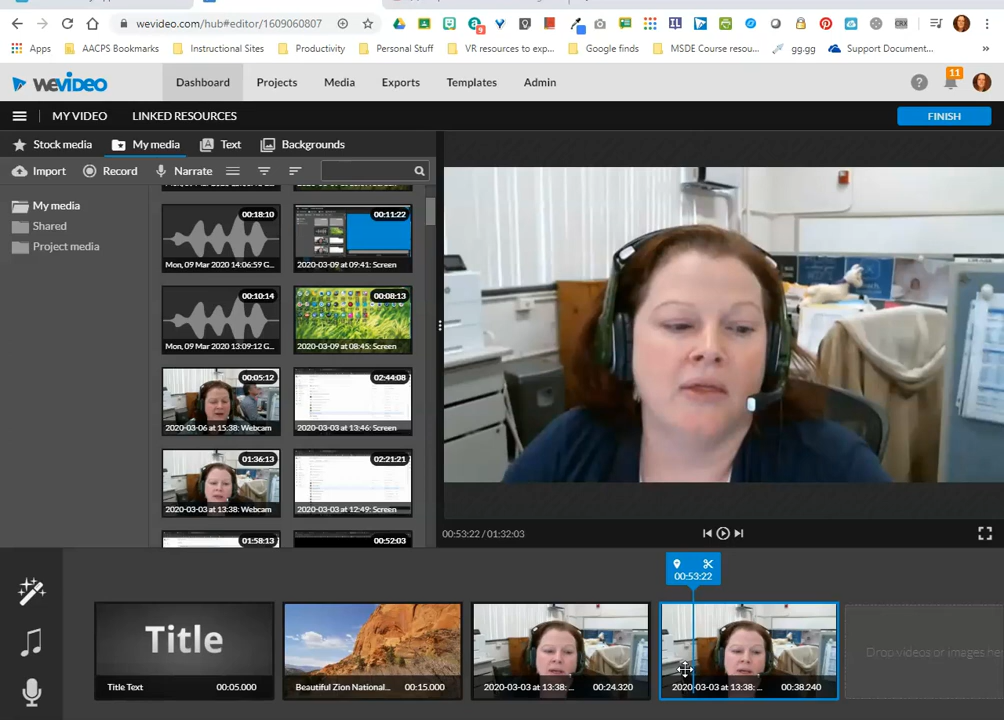 wevideo.com/hub#editor/1609060807
Apps AACPS Bookmarks Instructional Sites Productivity Personal Stuff VR resources to exp... Google finds MSDE Course resou... gg.gg Support Document... »
WeVideo Dashboard Projects Media Exports Templates Admin 11
MY VIDEO LINKED RESOURCES FINISH
Stock media My media Text Backgrounds
Import Record Narrate
My media
Shared
Project media
00:18:10 00:11:22
Mon, 09 Mar 2020 14:06:59 G... 2020-03-09 at 09:41: Screen
00:10:14 00:08:13
Mon, 09 Mar 2020 13:09:12 G... 2020-03-09 at 08:45: Screen
00:05:12 02:44:08
2020-03-06 at 15:38: Webcam 2020-03-03 at 13:46: Screen
01:36:13 02:21:21
2020-03-03 at 13:38: Webcam 2020-03-03 at 12:49: Screen
01:58:13 00:52:03
00:53:22 / 01:32:03
00:53:22
Title
Title Text 00:05.000 Beautiful Zion National... 00:15.000 2020-03-03 at 13:38: ... 00:24.320 2020-03-03 at 13:38: ... 00:38.240
Drop videos or images her